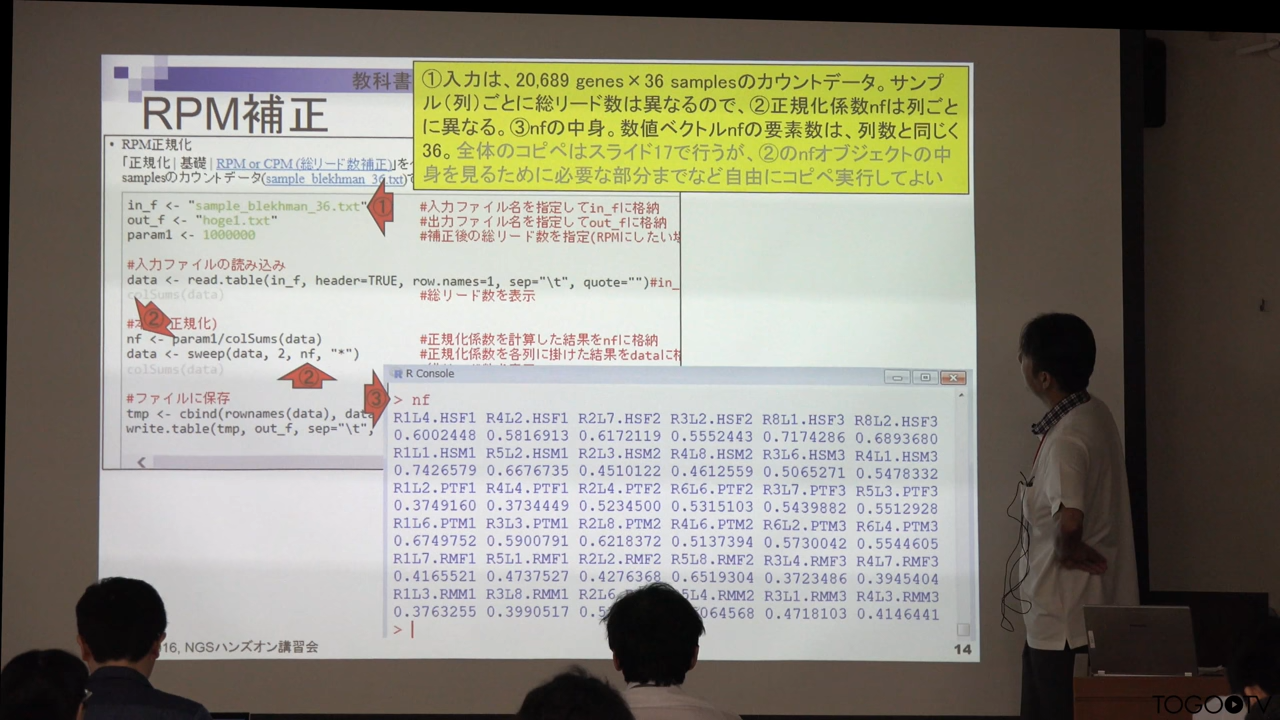 教科書
RPM補正
①入力は、20,689 genes×36 samplesのカウントデータ。サンプ
ル(列)ごとに総リード数は異なるので、②正規化係数nfは列ごと
に異なる。③nfの中身。数値ベクトルnfの要素数は、列数と同じく
36。全体のコピペはスライド17で行うが、②のnfオブジェクトの中
身を見るために必要な部分までなど自由にコピペ実行してよい
• RPM正規化
「正規化 | 基礎 | RPM or CPM (総リード数補正)」を
samplesのカウントデータ(sample_blekhman_36.txt)
in_f <- "sample_blekhman_36.txt" ① #入力ファイル名を指定してin_fに格納
out_f <- "hoge1.txt" #出力ファイル名を指定してout_fに格納
param1 <- 1000000 #補正後の総リード数を指定(RPMにしたい
#入力ファイルの読み込み
data <- read.table(in_f, header=TRUE, row.names=1, sep="\t", quote="")#in_
colSums(data) #総リード数を表示
② 正規化)
nf <- param1/colSums(data) #正規化係数を計算した結果をnfに格納
data <- sweep(data, 2, nf, "*") #正規化係数を各列に掛けた結果をdataに
colSums(data)
②
#ファイルに保存
tmp <- cbind(rownames(data), data
write.table(tmp, out_f, sep="\t",
R Console
③ > nf
R1L4.HSF1 R4L2.HSF1 R2L7.HSF2 R3L2.HSF2 R8L1.HSF3 R8L2.HSF3
0.6002448 0.5816913 0.6172119 0.5552443 0.7174286 0.6893680
R1L1.HSM1 R5L2.HSM1 R2L3.HSM2 R4L8.HSM2 R3L6.HSM3 R4L1.HSM3
0.7426579 0.6676735 0.4510122 0.4612559 0.5065271 0.5478332
R1L2.PTF1 R4L4.PTF1 R2L4.PTF2 R6L6.PTF2 R3L7.PTF3 R5L3.PTF3
0.3749160 0.3734449 0.5234500 0.5315103 0.5439882 0.5512928
R1L6.PTM1 R3L3.PTM1 R2L8.PTM2 R4L6.PTM2 R6L2.PTM3 R6L4.PTM3
0.6749752 0.5900791 0.6218372 0.5137394 0.5730042 0.5544605
R1L7.RMF1 R5L1.RMF1 R2L2.RMF2 R5L8.RMF2 R3L4.RMF3 R4L7.RMF3
0.4165521 0.4737527 0.4276368 0.6519304 0.3723486 0.3945404
R1L3.RMM1 R3L8.RMM1 R2L6 5L4.RMM2 R3L1.RMM3 R4L3.RMM3
0.3763255 0.3990517 064568 0.4718103 0.4146441
>
16, NGSハンズオン講習会
14
TOGOTV